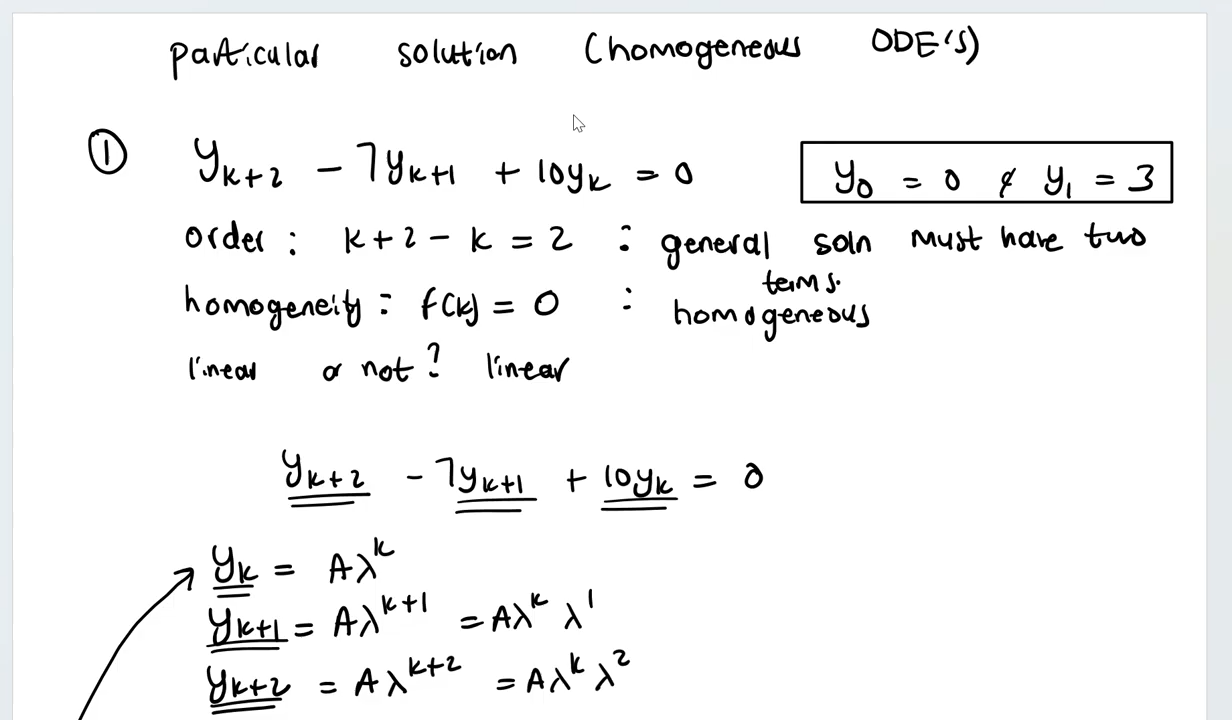 particular solution (homogeneous ODE's)
① y_{k+2} - 7y_{k+1} + 10y_k = 0 y_0 = 0 & y_1 = 3
order : k+2 - k = 2 : general soln must have two terms.
homogeneity : f(k) = 0 : homogeneous
linear or not? linear
y_{k+2} - 7y_{k+1} + 10y_k = 0
y_k = Aλ^k
y_{k+1} = Aλ^{k+1} = Aλ^k λ^1
y_{k+2} = Aλ^{k+2} = Aλ^k λ^2